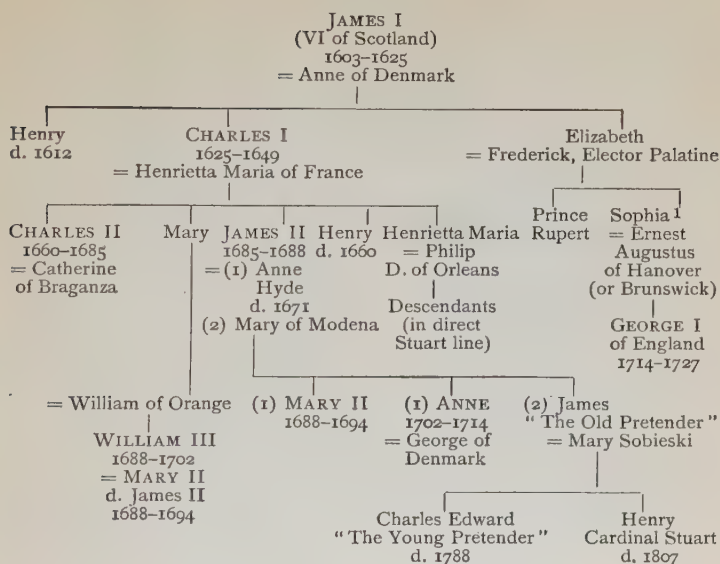 JAMES I
(VI of Scotland)
1603–1625
= Anne of Denmark
Henry
d. 1612
CHARLES I
1625–1649
= Henrietta Maria of France
Elizabeth
= Frederick, Elector Palatine
CHARLES II
1660–1685
= Catherine
of Braganza
Mary
JAMES II
1685–1688
= (1) Anne
Hyde
d. 1671
(2) Mary of Modena
Henry
d. 1660
Henrietta Maria
= Philip
D. of Orleans
Descendants
(in direct
Stuart line)
Prince
Rupert
Sophia 1
= Ernest
Augustus
of Hanover
(or Brunswick)
GEORGE I
of England
1714–1727
= William of Orange
WILLIAM III
1688–1702
= MARY II
d. James II
1688–1694
(1) MARY II
1688–1694
(1) ANNE
1702–1714
= George of
Denmark
(2) James
"The Old Pretender"
= Mary Sobieski
Charles Edward
"The Young Pretender"
d. 1788
Henry
Cardinal Stuart
d. 1807